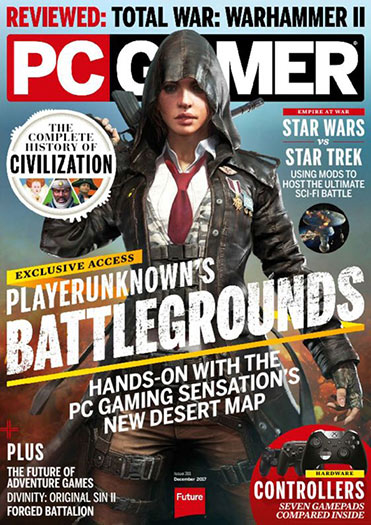 REVIEWED: TOTAL WAR: WARHAMMER II
PC GAMER
THE
COMPLETE
HISTORY OF
CIVILIZATION
EMPIRE AT WAR
STAR WARS
vs
STAR TREK
USING MODS TO
HOST THE ULTIMATE
SCI-FI BATTLE
EXCLUSIVE ACCESS
PLAYERUNKNOWN'S
BATTLEGROUNDS
HANDS-ON WITH THE
PC GAMING SENSATION'S
NEW DESERT MAP
PLUS
THE FUTURE OF
ADVENTURE GAMES
DIVINITY: ORIGINAL SIN II
FORGED BATTALION
Issue 311
December 2017
Future
HARDWARE
CONTROLLERS
SEVEN GAMEPADS
COMPARED INSIDE